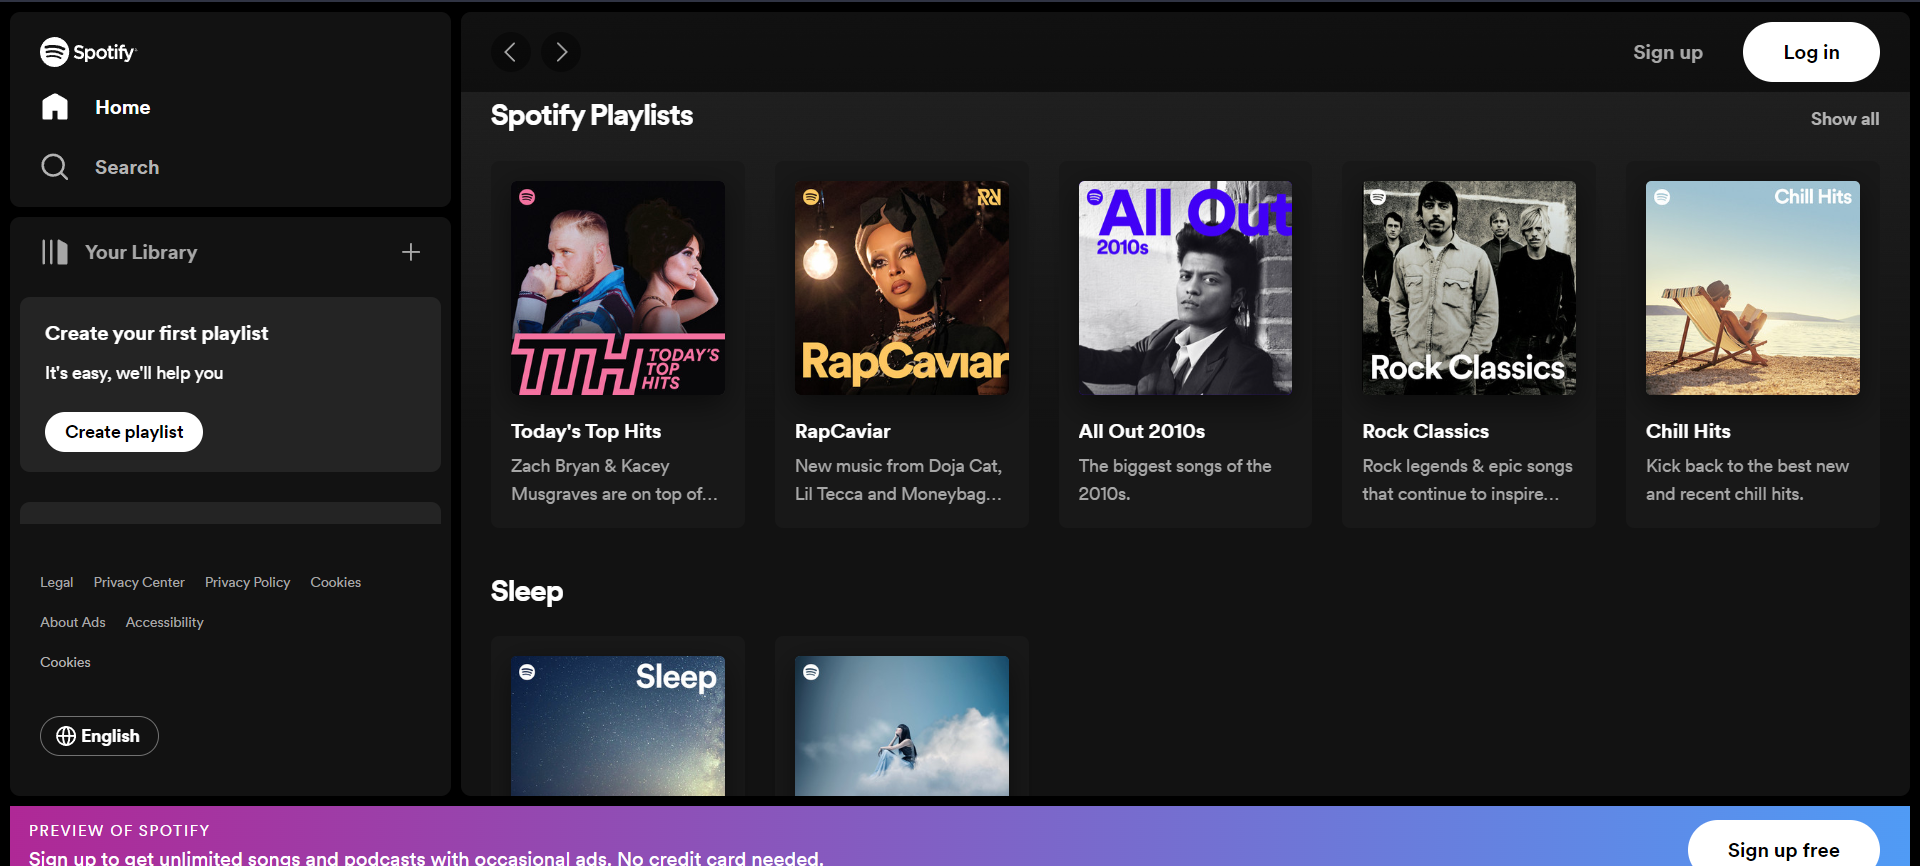 Spotify
Home
Search
Your Library
Create your first playlist
It's easy, we'll help you
Create playlist
Legal Privacy Center Privacy Policy Cookies
About Ads Accessibility
Cookies
English
Sign up Log in
Spotify Playlists Show all
TTH TODAY'S
TOP
HITS
Today's Top Hits
Zach Bryan & Kacey
Musgraves are on top of...
RapCaviar
RapCaviar
New music from Doja Cat,
Lil Tecca and Moneybag...
All Out
2010s
All Out 2010s
The biggest songs of the
2010s.
Rock Classics
Rock Classics
Rock legends & epic songs
that continue to inspire...
Chill Hits
Chill Hits
Kick back to the best new
and recent chill hits.
Sleep
Sleep
PREVIEW OF SPOTIFY
Sign up to get unlimited songs and podcasts with occasional ads. No credit card needed.
Sign up free